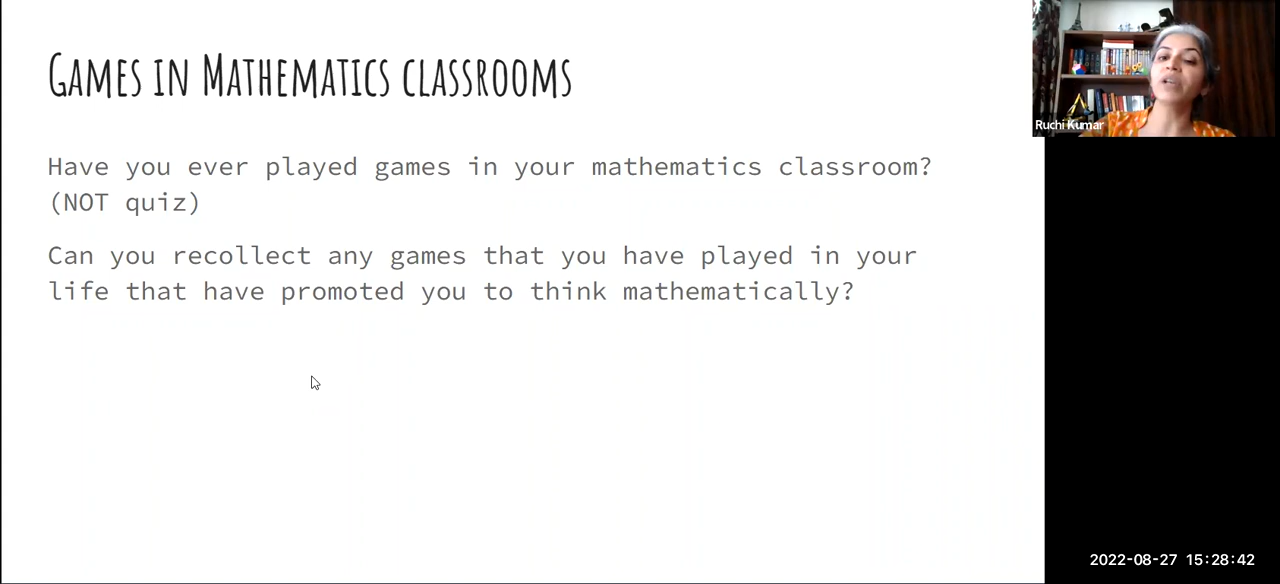 GAMES IN MATHEMATICS CLASSROOMS
Have you ever played games in your mathematics classroom?
(NOT quiz)
Can you recollect any games that you have played in your
life that have promoted you to think mathematically?
Ruchi Kumar
2022-08-27 15:28:42